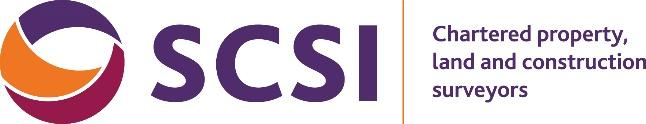 SCSI
Chartered property,
land and construction
surveyors